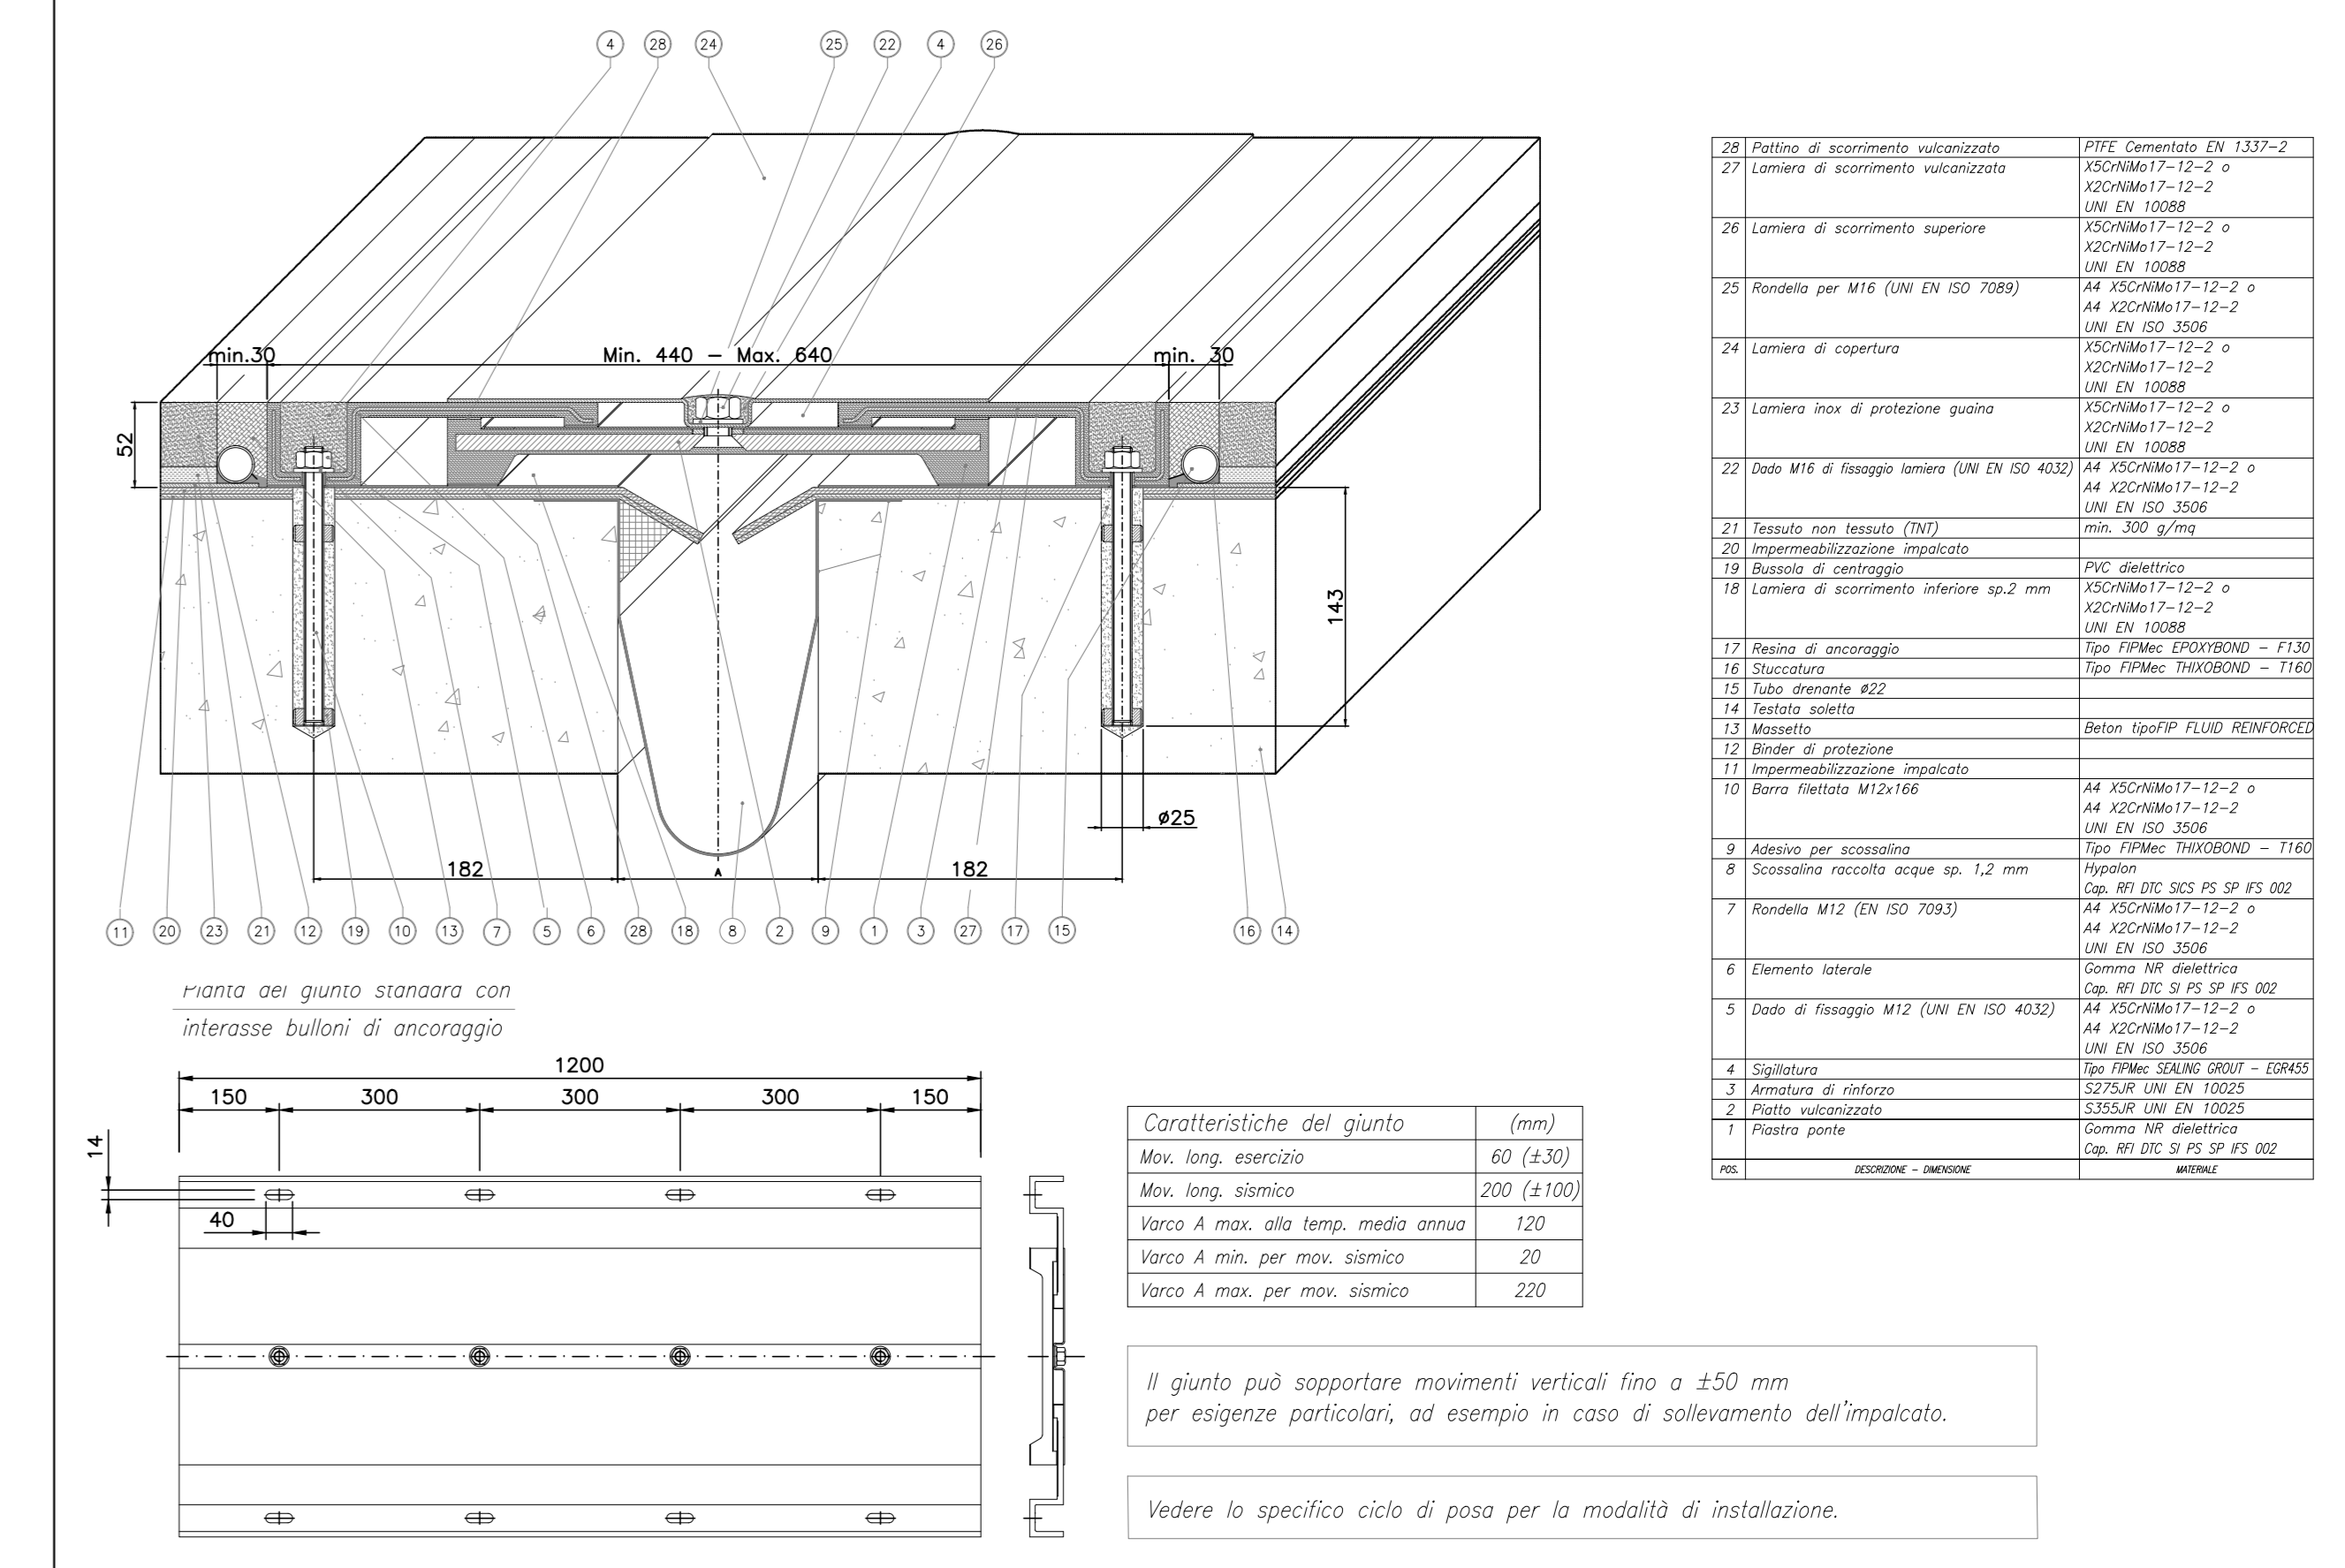 4 28 24 25 22 4 26
min.30 Min. 440 – Max. 640 min. 30
52
143
ø25
182 A 182
11 20 23 21 12 19 10 13 7 5 6 28 18 8 2 9 1 3 27 17 15 16 14
Pianta del giunto standard con
interasse bulloni di ancoraggio
1200
150 300 300 300 150
14
40
28 Pattino di scorrimento vulcanizzato PTFE Cementato EN 1337-2
27 Lamiera di scorrimento vulcanizzata X5CrNiMo17-12-2 o
X2CrNiMo17-12-2
UNI EN 10088
26 Lamiera di scorrimento superiore X5CrNiMo17-12-2 o
X2CrNiMo17-12-2
UNI EN 10088
25 Rondella per M16 (UNI EN ISO 7089) A4 X5CrNiMo17-12-2 o
A4 X2CrNiMo17-12-2
UNI EN ISO 3506
24 Lamiera di copertura X5CrNiMo17-12-2 o
X2CrNiMo17-12-2
UNI EN 10088
23 Lamiera inox di protezione guaina X5CrNiMo17-12-2 o
X2CrNiMo17-12-2
UNI EN 10088
22 Dado M16 di fissaggio lamiera (UNI EN ISO 4032) A4 X5CrNiMo17-12-2 o
A4 X2CrNiMo17-12-2
UNI EN ISO 3506
21 Tessuto non tessuto (TNT) min. 300 g/mq
20 Impermeabilizzazione impalcato
19 Bussola di centraggio PVC dielettrico
18 Lamiera di scorrimento inferiore sp.2 mm X5CrNiMo17-12-2 o
X2CrNiMo17-12-2
UNI EN 10088
17 Resina di ancoraggio Tipo FIPMec EPOXYBOND – F130
16 Stuccatura Tipo FIPMec THIXOBOND – T160
15 Tubo drenante ø22
14 Testata soletta
13 Massetto Beton tipoFIP FLUID REINFORCED
12 Binder di protezione
11 Impermeabilizzazione impalcato
10 Barra filettata M12x166 A4 X5CrNiMo17-12-2 o
A4 X2CrNiMo17-12-2
UNI EN ISO 3506
9 Adesivo per scossalina Tipo FIPMec THIXOBOND – T160
8 Scossalina raccolta acque sp. 1,2 mm Hypalon
Cap. RFI DTC SICS PS SP IFS 002
7 Rondella M12 (EN ISO 7093) A4 X5CrNiMo17-12-2 o
A4 X2CrNiMo17-12-2
UNI EN ISO 3506
6 Elemento laterale Gomma NR dielettrica
Cap. RFI DTC SI PS SP IFS 002
5 Dado di fissaggio M12 (UNI EN ISO 4032) A4 X5CrNiMo17-12-2 o
A4 X2CrNiMo17-12-2
UNI EN ISO 3506
4 Sigillatura Tipo FIPMec SEALING GROUT – EGR455
3 Armatura di rinforzo S275JR UNI EN 10025
2 Piatto vulcanizzato S355JR UNI EN 10025
1 Piastra ponte Gomma NR dielettrica
Cap. RFI DTC SI PS SP IFS 002
POS. DESCRIZIONE – DIMENSIONE MATERIALE
Caratteristiche del giunto (mm)
Mov. long. esercizio 60 (±30)
Mov. long. sismico 200 (±100)
Varco A max. alla temp. media annua 120
Varco A min. per mov. sismico 20
Varco A max. per mov. sismico 220
Il giunto può sopportare movimenti verticali fino a ±50 mm
per esigenze particolari, ad esempio in caso di sollevamento dell'impalcato.
Vedere lo specifico ciclo di posa per la modalità di installazione.